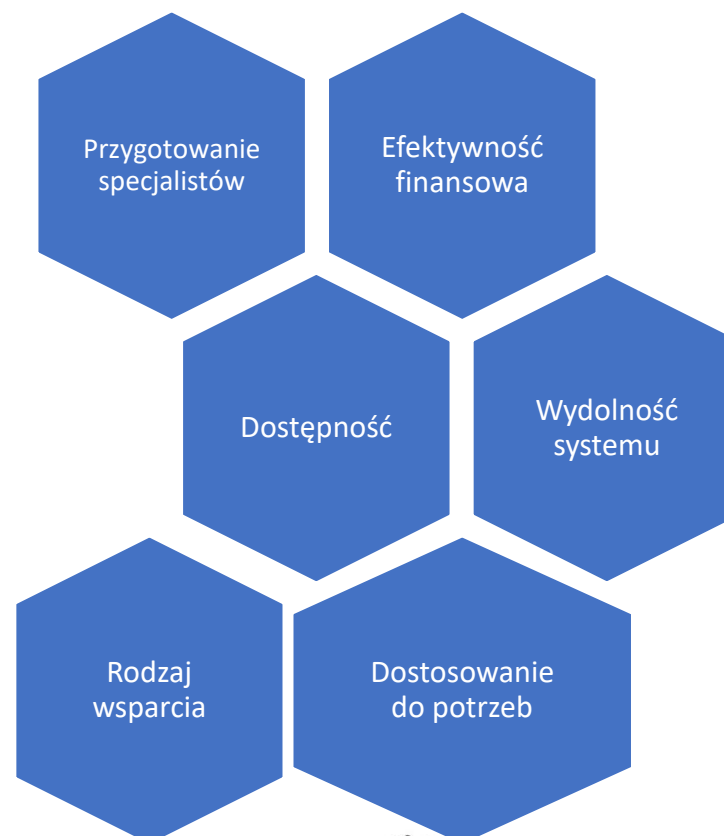 Przygotowanie
specjalistów
Efektywność
finansowa
Dostępność
Wydolność
systemu
Rodzaj
wsparcia
Dostosowanie
do potrzeb